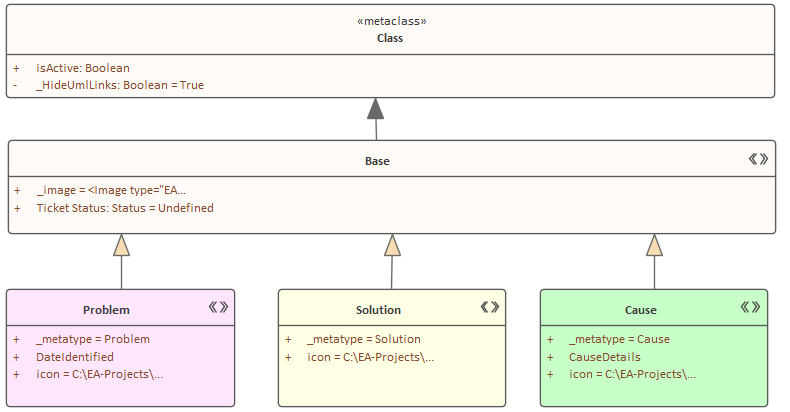 «metaclass»
Class
+ isActive: Boolean
- _HideUmlLinks: Boolean = True
Base
+ _image = <Image type="EA...
+ Ticket Status: Status = Undefined
Problem
+ _metatype = Problem
+ DateIdentified
+ icon = C:\EA-Projects\...
Solution
+ _metatype = Solution
+ icon = C:\EA-Projects\...
Cause
+ _metatype = Cause
+ CauseDetails
+ icon = C:\EA-Projects\...